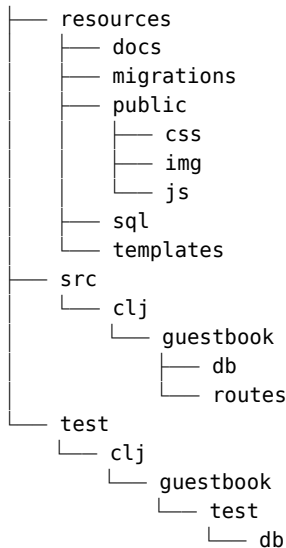 resources
docs
migrations
public
css
img
js
sql
templates
src
clj
guestbook
db
routes
test
clj
guestbook
test
db